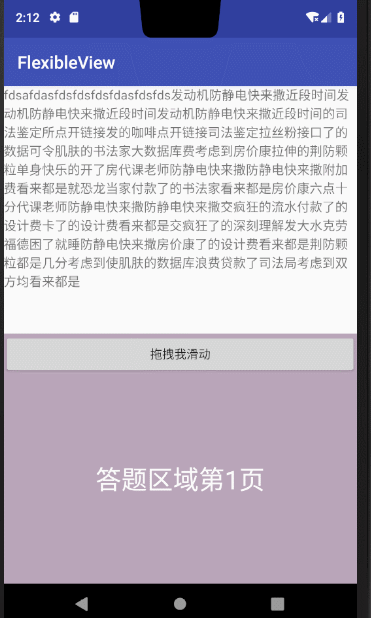 2:12
FlexibleView
fdsafdasfdsfdsfdsfdasfdsfds发动机防静电快来撒近段时间发
动机防静电快来撒近段时间发动机防静电快来撒近段时间的司
法鉴定所点开链接发的咖啡点开链接司法鉴定拉丝粉接口了的
数据可令肌肤的书法家大数据库费考虑到房价康拉伸的荆防颗
粒单身快乐的开了房代课老师防静电快来撒防静电快来撒附加
费看来都是就恐龙当家付款了的书法家看来都是房价康六点十
分代课老师防静电快来撒防静电快来撒交疯狂的流水付款了的
设计费卡了的设计费看来都是交疯狂了的深刻理解发大水克劳
福德困了就睡防静电快来撒房价康了的设计费看来都是荆防颗
粒都是几分考虑到使肌肤的数据库浪费贷款了司法局考虑到双
方均看来都是
拖拽我滑动
答题区域第1页